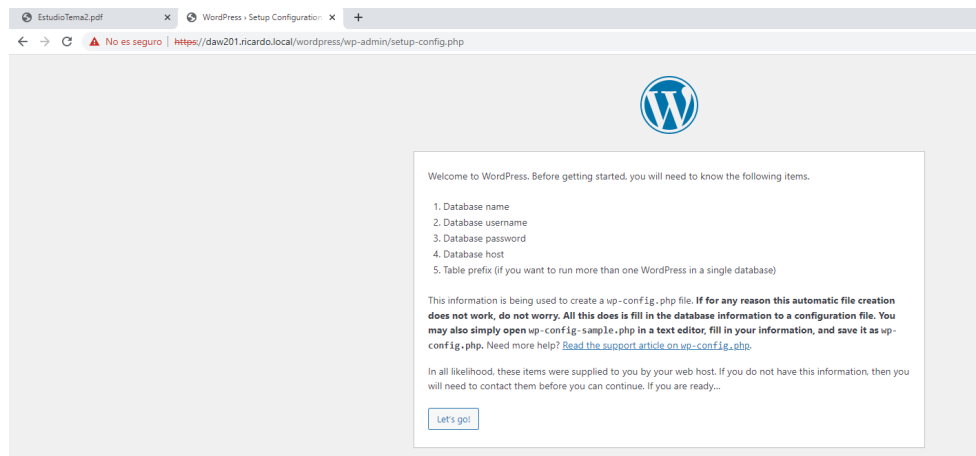 EstudioTema2.pdf
WordPress › Setup Configuration
No es seguro | https://daw201.ricardo.local/wordpress/wp-admin/setup-config.php
Welcome to WordPress. Before getting started, you will need to know the following items.
1. Database name
2. Database username
3. Database password
4. Database host
5. Table prefix (if you want to run more than one WordPress in a single database)
This information is being used to create a wp-config.php file. If for any reason this automatic file creation
does not work, do not worry. All this does is fill in the database information to a configuration file. You
may also simply open wp-config-sample.php in a text editor, fill in your information, and save it as wp-
config.php. Need more help? Read the support article on wp-config.php.
In all likelihood, these items were supplied to you by your web host. If you do not have this information, then you
will need to contact them before you can continue. If you are ready...
Let's go!